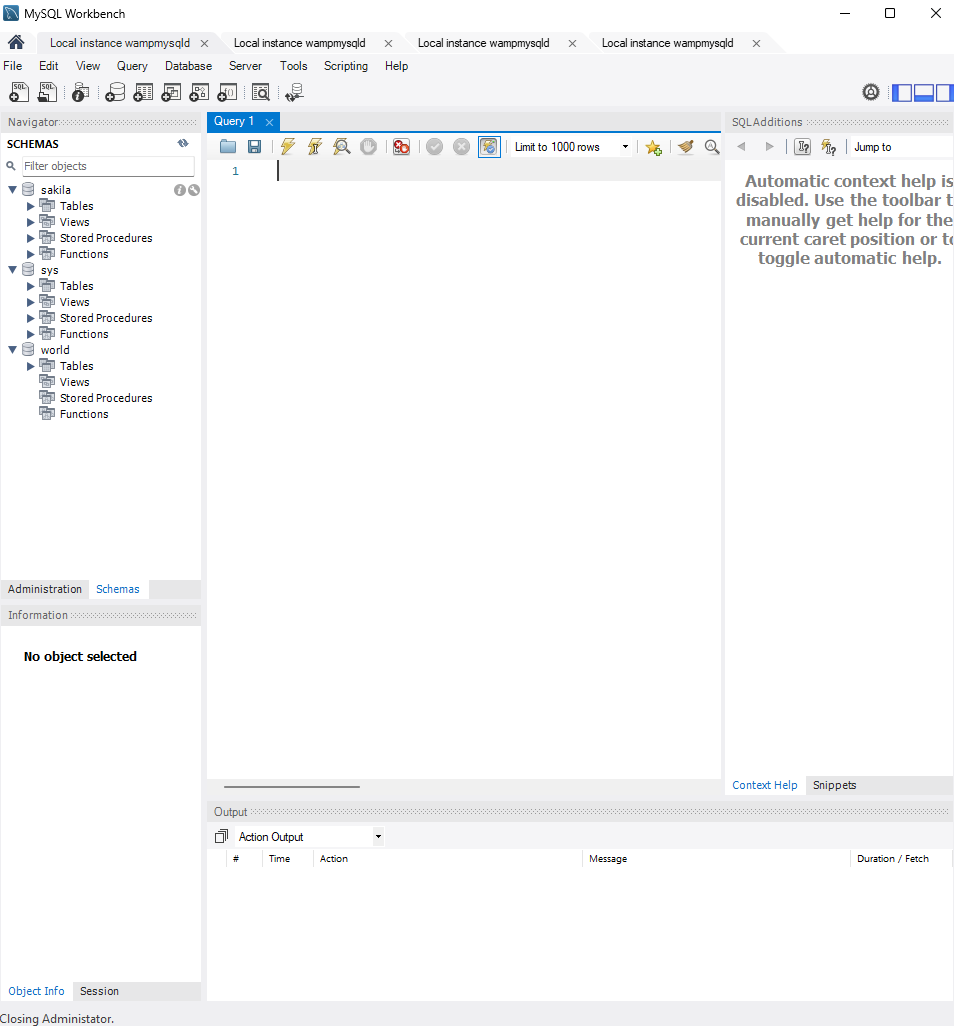 MySQL Workbench
Local instance wampmysqld
Local instance wampmysqld
Local instance wampmysqld
Local instance wampmysqld
File Edit View Query Database Server Tools Scripting Help
Navigator
SCHEMAS
Filter objects
sakila
Tables
Views
Stored Procedures
Functions
sys
Tables
Views
Stored Procedures
Functions
world
Tables
Views
Stored Procedures
Functions
Administration Schemas
Information
No object selected
Object Info Session
Query 1
Limit to 1000 rows
1
SQLAdditions
Jump to
Automatic context help is
disabled. Use the toolbar t
manually get help for the
current caret position or to
toggle automatic help.
Context Help Snippets
Output
Action Output
# Time Action Message Duration / Fetch
Closing Administator.